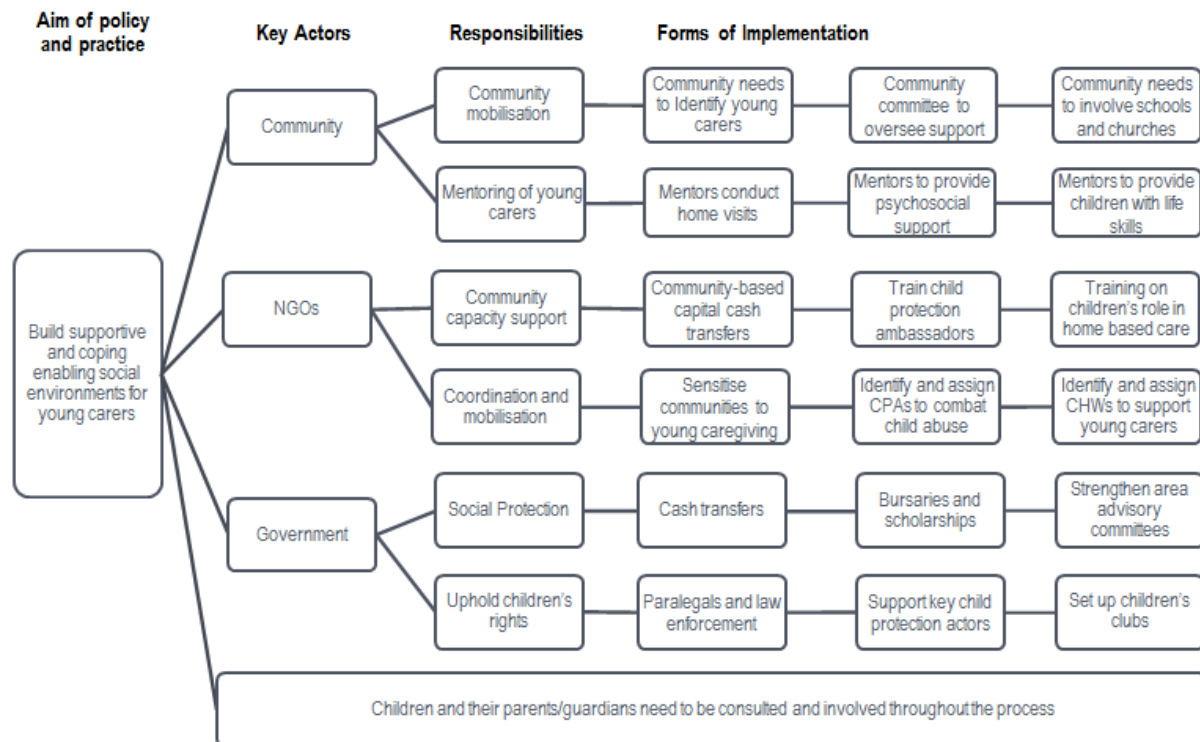 Aim of policy
and practice
Key Actors
Responsibilities
Forms of Implementation
Community
Community
mobilisation
Community needs
to Identify young
carers
Community
committee to
oversee support
Community needs
to involve schools
and churches
Mentoring of young
carers
Mentors conduct
home visits
Mentors to provide
psychosocial
support
Mentors to provide
children with life
skills
Build supportive
and coping
enabling social
environments for
young carers
NGOs
Community
capacity support
Community-based
capital cash
transfers
Train child
protection
ambassadors
Training on
children's role in
home based care
Coordination and
mobilisation
Sensitise
communities to
young caregiving
Identify and assign
CPAs to combat
child abuse
Identify and assign
CHWs to support
young carers
Government
Social Protection
Cash transfers
Bursaries and
scholarships
Strengthen area
advisory
committees
Uphold children's
rights
Paralegals and law
enforcement
Support key child
protection actors
Set up children's
clubs
Children and their parents/guardians need to be consulted and involved throughout the process